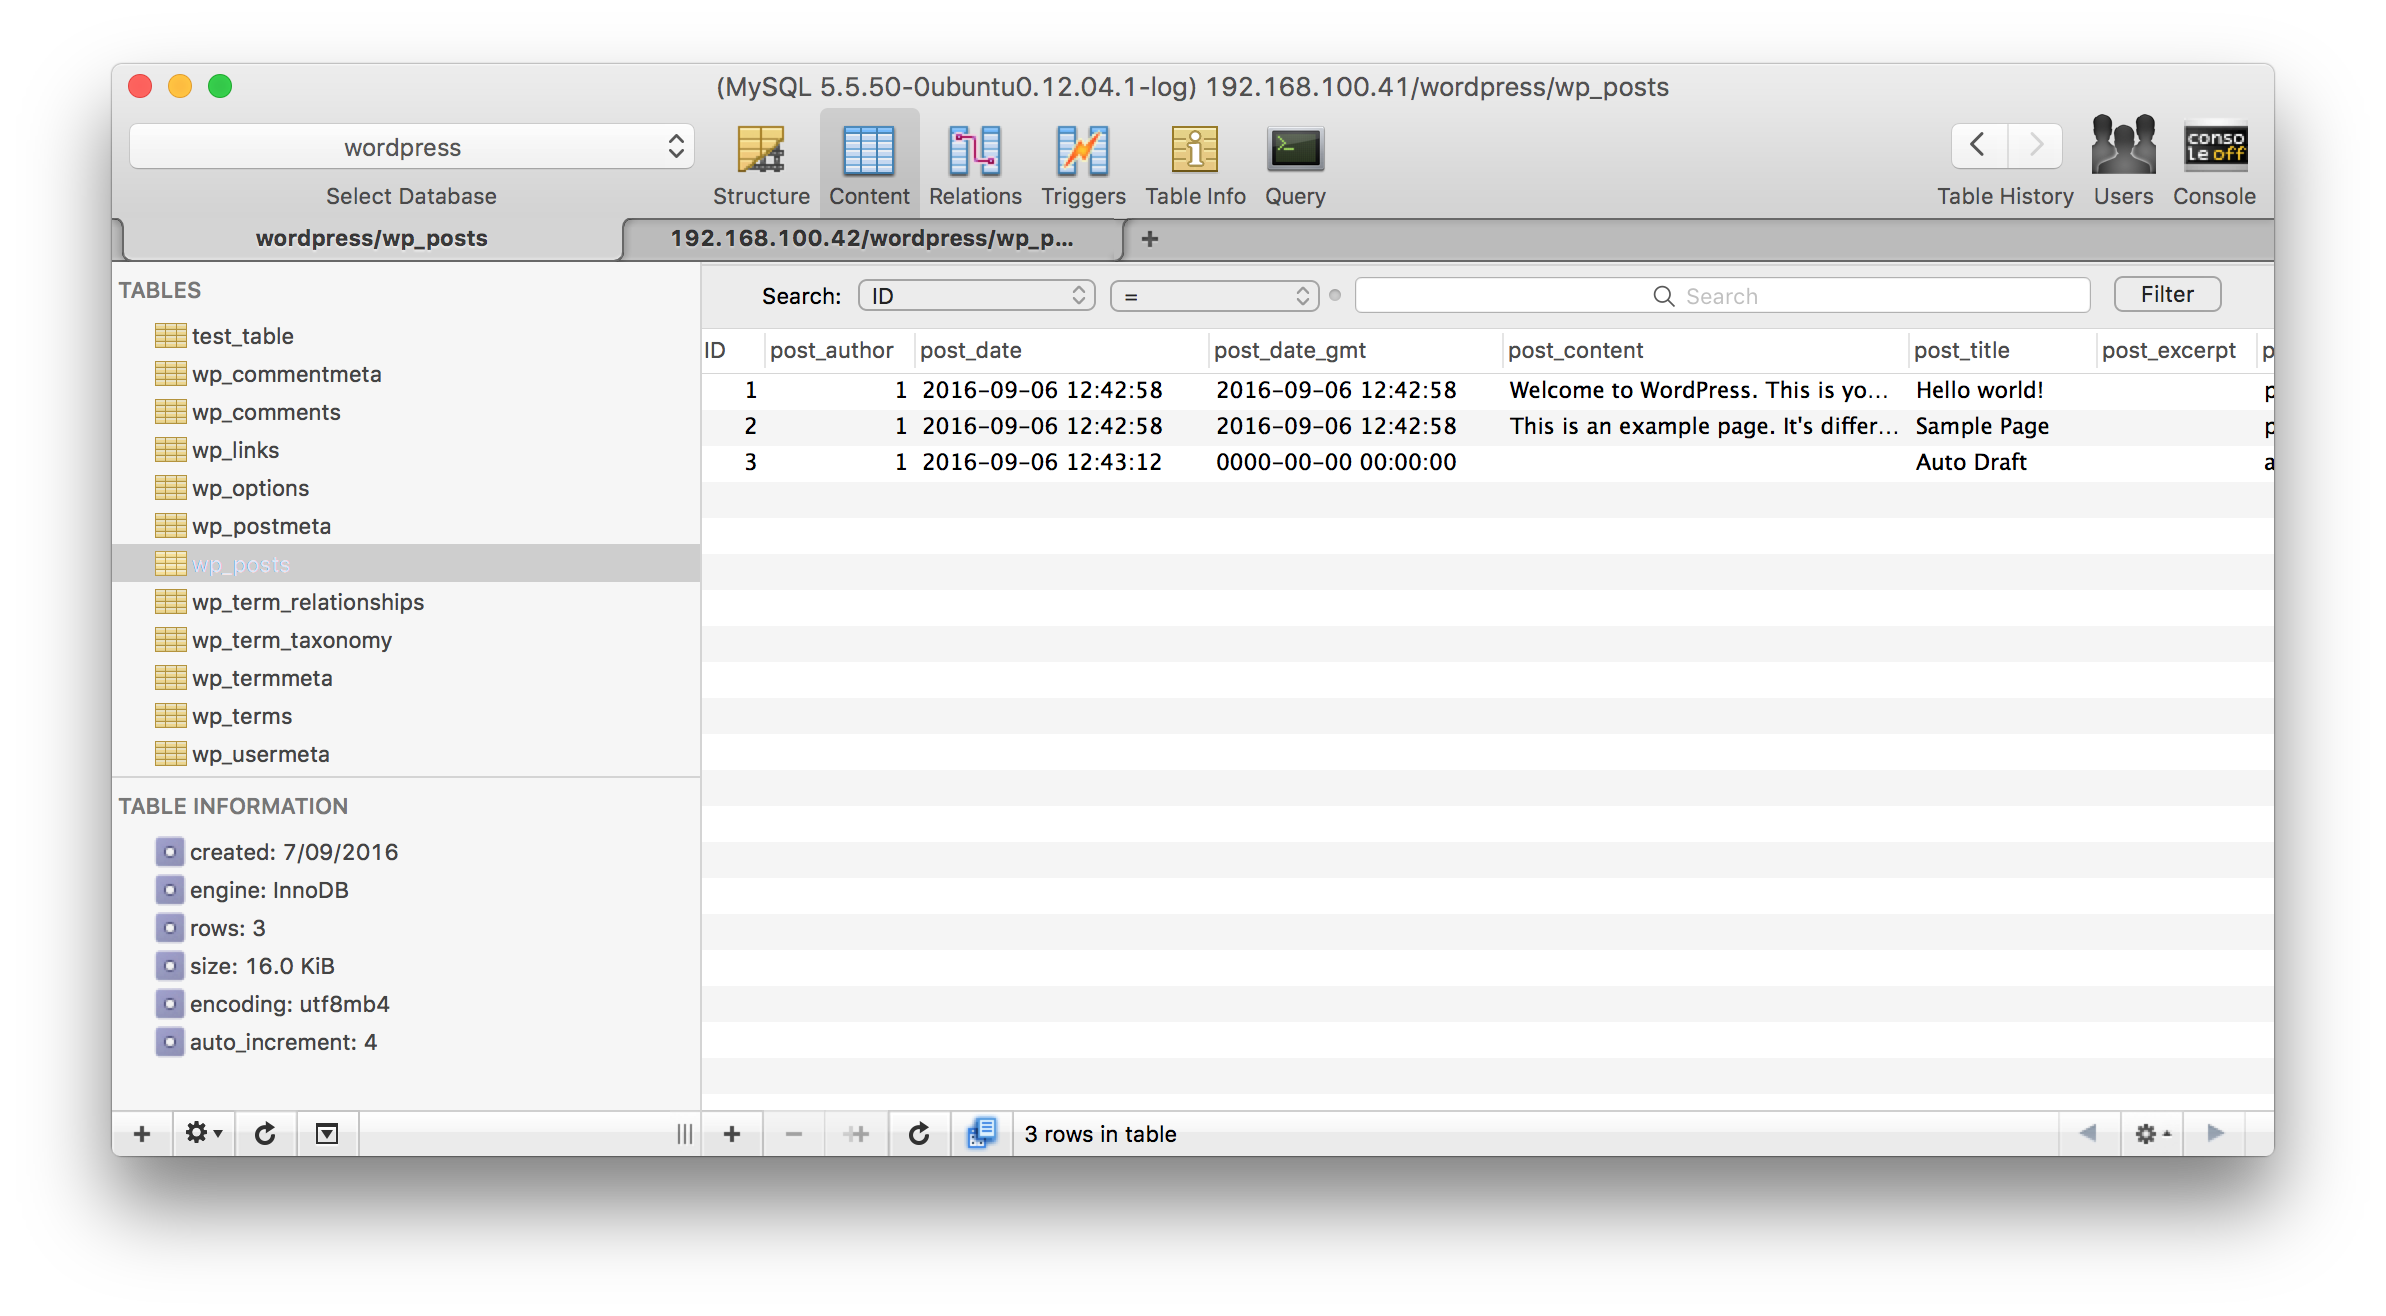 (MySQL 5.5.50-0ubuntu0.12.04.1-log) 192.168.100.41/wordpress/wp_posts
wordpress
Select Database
Structure
Content
Relations
Triggers
Table Info
Query
Table History
Users
conso
le off
Console
wordpress/wp_posts
192.168.100.42/wordpress/wp_p...
+
TABLES
test_table
wp_commentmeta
wp_comments
wp_links
wp_options
wp_postmeta
wp_posts
wp_term_relationships
wp_term_taxonomy
wp_termmeta
wp_terms
wp_usermeta
TABLE INFORMATION
created: 7/09/2016
engine: InnoDB
rows: 3
size: 16.0 KiB
encoding: utf8mb4
auto_increment: 4
Search: ID = Search Filter
ID post_author post_date post_date_gmt post_content post_title post_excerpt p
1 1 2016-09-06 12:42:58 2016-09-06 12:42:58 Welcome to WordPress. This is yo... Hello world! p
2 1 2016-09-06 12:42:58 2016-09-06 12:42:58 This is an example page. It's differ... Sample Page p
3 1 2016-09-06 12:43:12 0000-00-00 00:00:00 Auto Draft a
3 rows in table